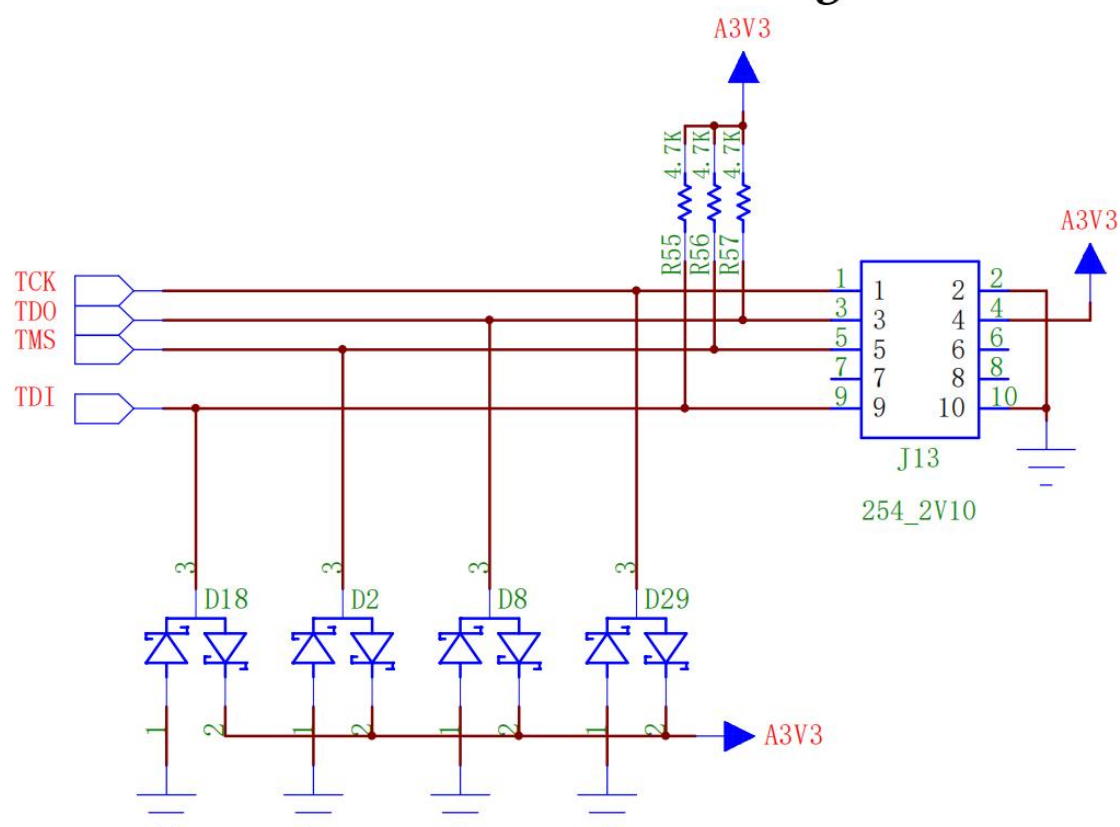 g
A3V3
4.7K 4.7K 4.7K
R55 R56 R57
A3V3
TCK
TDO
TMS
TDI
1 1 2 2
3 3 4 4
5 5 6 6
7 7 8 8
9 9 10 10
J13
254_2V10
3 3 3 3
D18 D2 D8 D29
1 2 1 2 1 2 1 2
A3V3